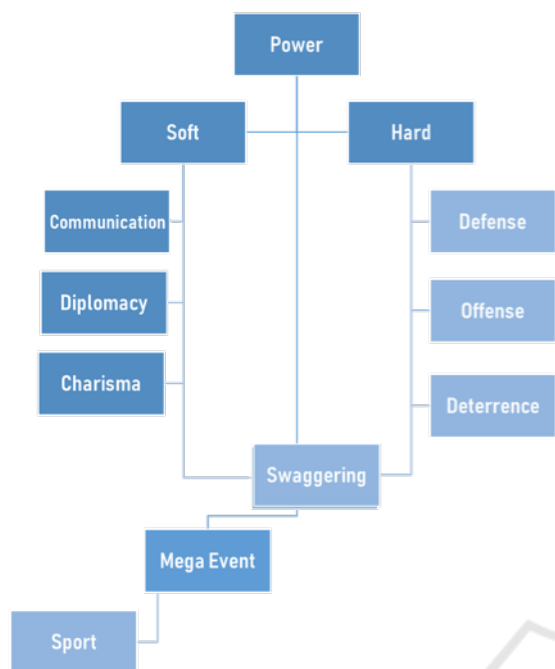 Power
Soft
Hard
Communication
Defense
Diplomacy
Offense
Charisma
Deterrence
Swaggering
Mega Event
Sport